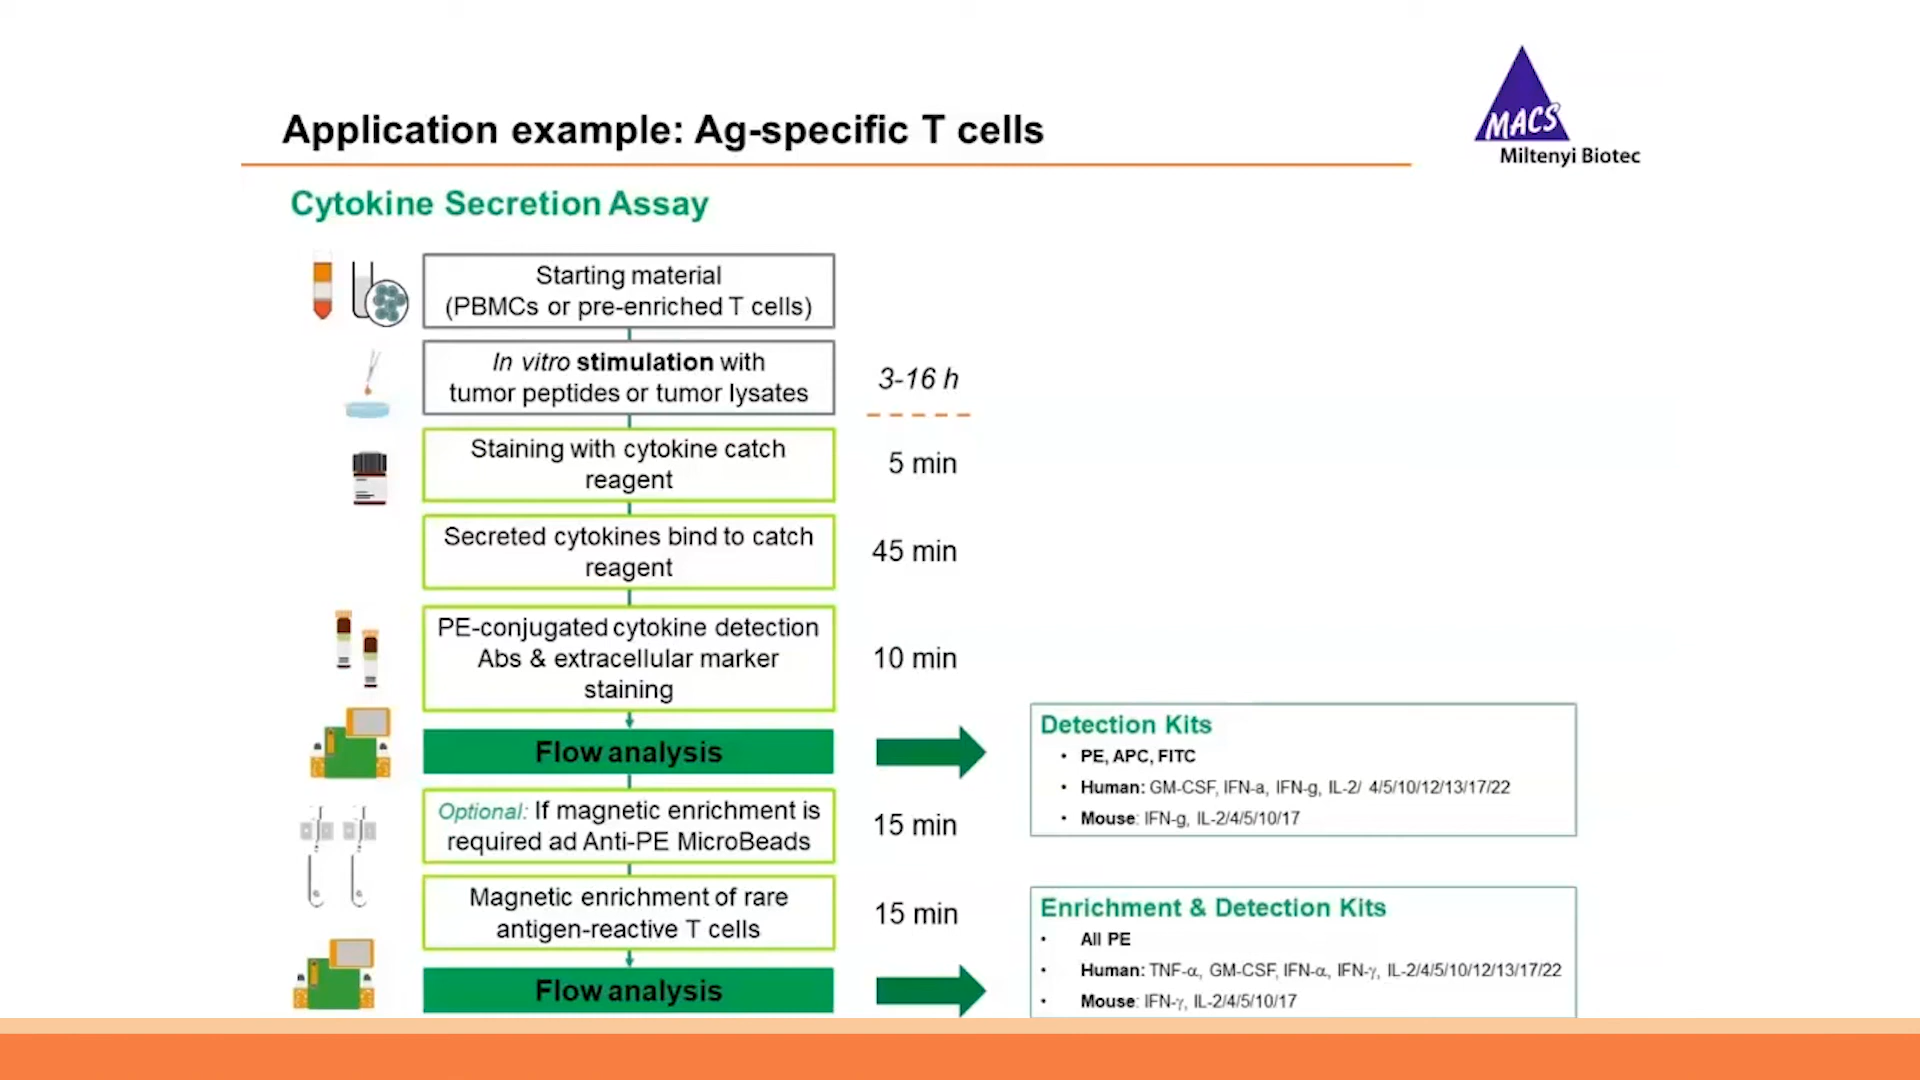 MACS
Miltenyi Biotec
Application example: Ag-specific T cells
Cytokine Secretion Assay
Starting material
(PBMCs or pre-enriched T cells)
In vitro stimulation with
tumor peptides or tumor lysates
3-16 h
Staining with cytokine catch
reagent
5 min
Secreted cytokines bind to catch
reagent
45 min
PE-conjugated cytokine detection
Abs & extracellular marker
staining
10 min
Flow analysis
Detection Kits
• PE, APC, FITC
• Human: GM-CSF, IFN-a, IFN-g, IL-2/ 4/5/10/12/13/17/22
• Mouse: IFN-g, IL-2/4/5/10/17
Optional: If magnetic enrichment is
required ad Anti-PE MicroBeads
15 min
Magnetic enrichment of rare
antigen-reactive T cells
15 min
Flow analysis
Enrichment & Detection Kits
• All PE
• Human: TNF-α, GM-CSF, IFN-α, IFN-γ, IL-2/4/5/10/12/13/17/22
• Mouse: IFN-γ, IL-2/4/5/10/17